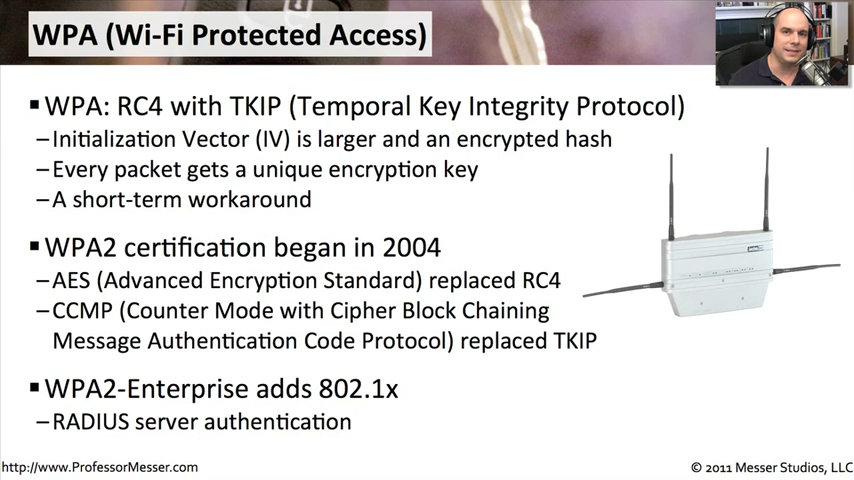 WPA (Wi-Fi Protected Access)
▪WPA: RC4 with TKIP (Temporal Key Integrity Protocol)
–Initialization Vector (IV) is larger and an encrypted hash
–Every packet gets a unique encryption key
–A short-term workaround
▪WPA2 certification began in 2004
–AES (Advanced Encryption Standard) replaced RC4
–CCMP (Counter Mode with Cipher Block Chaining
Message Authentication Code Protocol) replaced TKIP
▪WPA2-Enterprise adds 802.1x
–RADIUS server authentication
http://www.ProfessorMesser.com
© 2011 Messer Studios, LLC